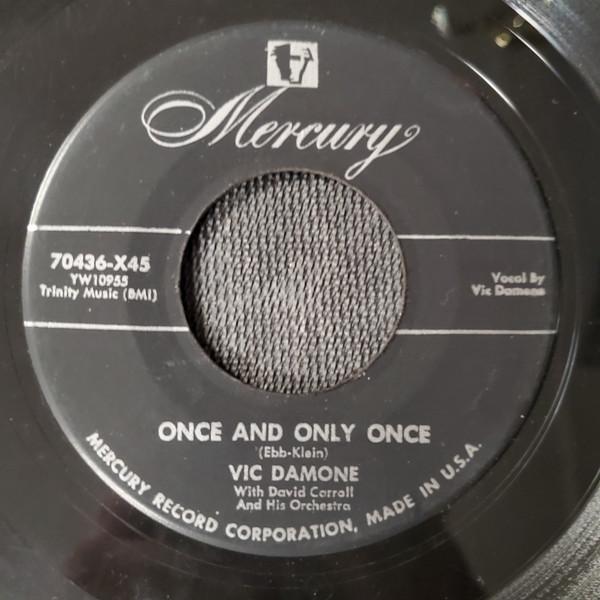 Mercury
70436-X45
YW10955
Trinity Music (BMI)
Vocal By
Vic Damone
ONCE AND ONLY ONCE
(Ebb-Klein)
VIC DAMONE
With David Carroll
And His Orchestra
MERCURY RECORD CORPORATION, MADE IN U.S.A.